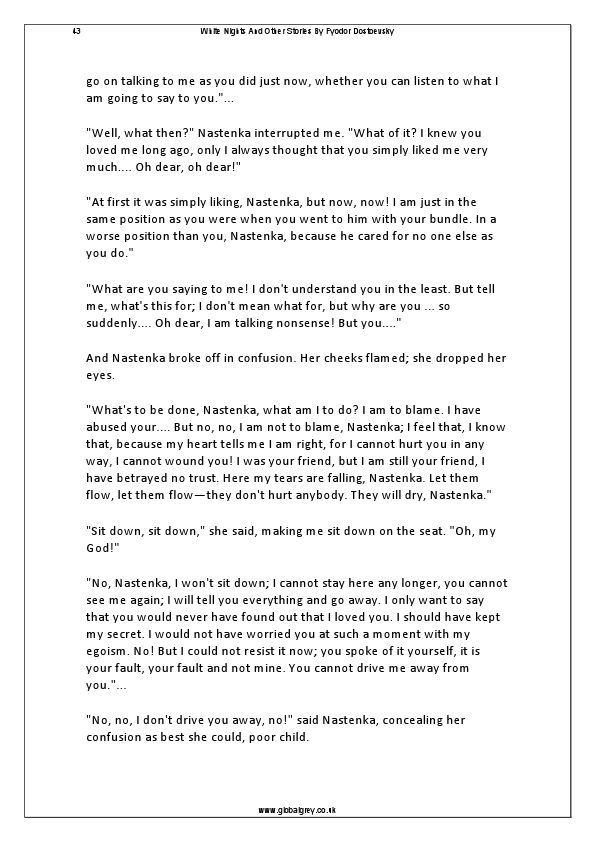 43 White Nights And Other Stories By Fyodor Dostoevsky
go on talking to me as you did just now, whether you can listen to what I
am going to say to you."...
"Well, what then?" Nastenka interrupted me. "What of it? I knew you
loved me long ago, only I always thought that you simply liked me very
much.... Oh dear, oh dear!"
"At first it was simply liking, Nastenka, but now, now! I am just in the
same position as you were when you went to him with your bundle. In a
worse position than you, Nastenka, because he cared for no one else as
you do."
"What are you saying to me! I don't understand you in the least. But tell
me, what's this for; I don't mean what for, but why are you ... so
suddenly.... Oh dear, I am talking nonsense! But you...."
And Nastenka broke off in confusion. Her cheeks flamed; she dropped her
eyes.
"What's to be done, Nastenka, what am I to do? I am to blame. I have
abused your.... But no, no, I am not to blame, Nastenka; I feel that, I know
that, because my heart tells me I am right, for I cannot hurt you in any
way, I cannot wound you! I was your friend, but I am still your friend, I
have betrayed no trust. Here my tears are falling, Nastenka. Let them
flow, let them flow—they don't hurt anybody. They will dry, Nastenka."
"Sit down, sit down," she said, making me sit down on the seat. "Oh, my
God!"
"No, Nastenka, I won't sit down; I cannot stay here any longer, you cannot
see me again; I will tell you everything and go away. I only want to say
that you would never have found out that I loved you. I should have kept
my secret. I would not have worried you at such a moment with my
egoism. No! But I could not resist it now; you spoke of it yourself, it is
your fault, your fault and not mine. You cannot drive me away from
you."...
"No, no, I don't drive you away, no!" said Nastenka, concealing her
confusion as best she could, poor child.
www.globalgrey.co.uk